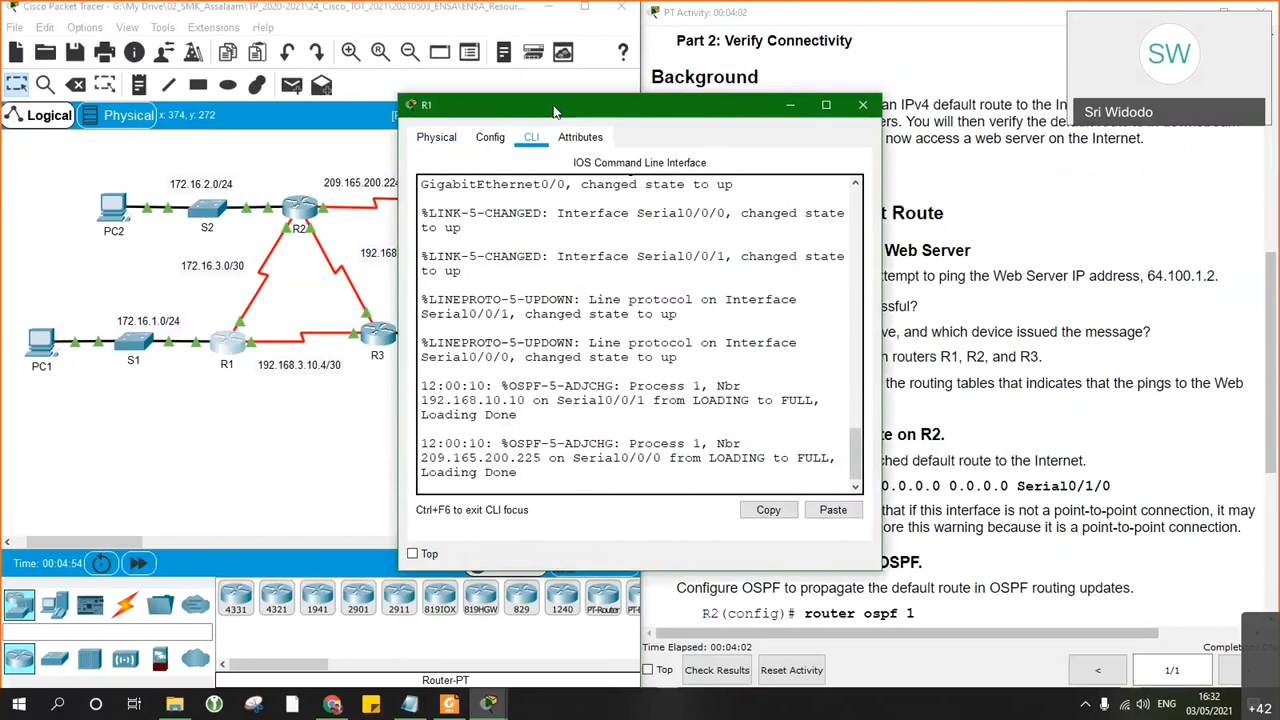 Cisco Packet Tracer - G:\My Drive\02_SMK_Assalaam\TP_2020-2021\24_Cisco_TOT_2021\20210503_ENSA\ENSA_Resour...
File Edit Options View Tools Extensions Help
Logical
Physical
x: 374, y: 272
172.16.2.0/24
209.165.200.224
PC2
S2
R2
172.16.3.0/30
192.168
172.16.1.0/24
PC1
S1
R1
R3
192.168.3.10.4/30
Time: 00:04:54
4331
4321
1941
2901
2911
819IOX
819HGW
829
1240
PT-Router
Router-PT
R1
Physical
Config
CLI
Attributes
IOS Command Line Interface
GigabitEthernet0/0, changed state to up
%LINK-5-CHANGED: Interface Serial0/0/0, changed state
to up
%LINK-5-CHANGED: Interface Serial0/0/1, changed state
to up
%LINEPROTO-5-UPDOWN: Line protocol on Interface
Serial0/0/1, changed state to up
%LINEPROTO-5-UPDOWN: Line protocol on Interface
Serial0/0/0, changed state to up
12:00:10: %OSPF-5-ADJCHG: Process 1, Nbr
192.168.10.10 on Serial0/0/1 from LOADING to FULL,
Loading Done
12:00:10: %OSPF-5-ADJCHG: Process 1, Nbr
209.165.200.225 on Serial0/0/0 from LOADING to FULL,
Loading Done
Ctrl+F6 to exit CLI focus
Copy
Paste
Top
PT Activity: 00:04:02
Part 2: Verify Connectivity
Background
an IPv4 default route to the In
ers. You will then verify the
now access a web server on the Internet.
SW
Sri Widodo
t Route
Web Server
ttempt to ping the Web Server IP address, 64.100.1.2.
ssful?
ve, and which device issued the message?
n routers R1, R2, and R3.
the routing tables that indicates that the pings to the Web
te on R2.
ched default route to the Internet.
0.0.0.0 0.0.0.0 Serial0/1/0
that if this interface is not a point-to-point connection, it may
ore this warning because it is a point-to-point connection.
OSPF.
Configure OSPF to propagate the default route in OSPF routing updates.
R2(config)# router ospf 1
Time Elapsed: 00:04:02
Completion:
Top
Check Results
Reset Activity
<
1/1
ENG
16:32
03/05/2021
+42